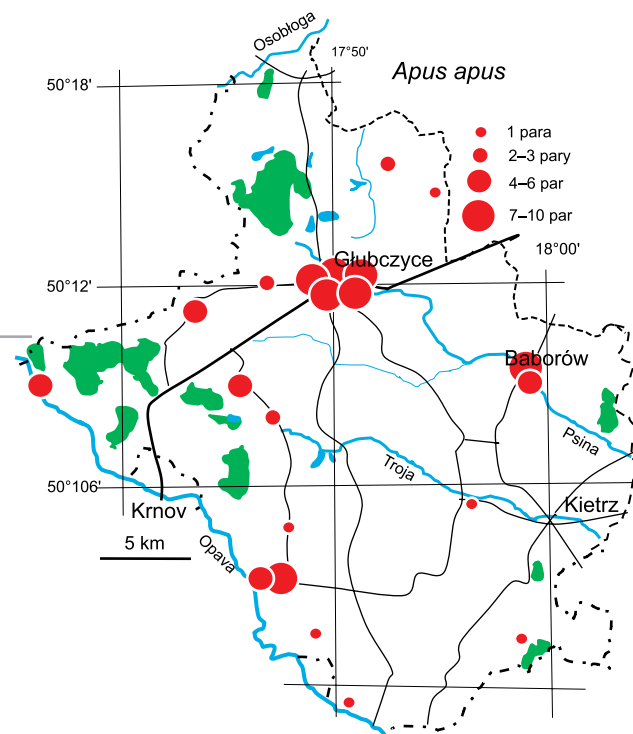 Osobłoga
17°50'
50°18'
Apus apus
1 para
2–3 pary
4–6 par
7–10 par
Głubczyce
18°00'
50°12'
Baborów
Psina
Troja
50°106'
Krnov
Kietrz
5 km
Opava